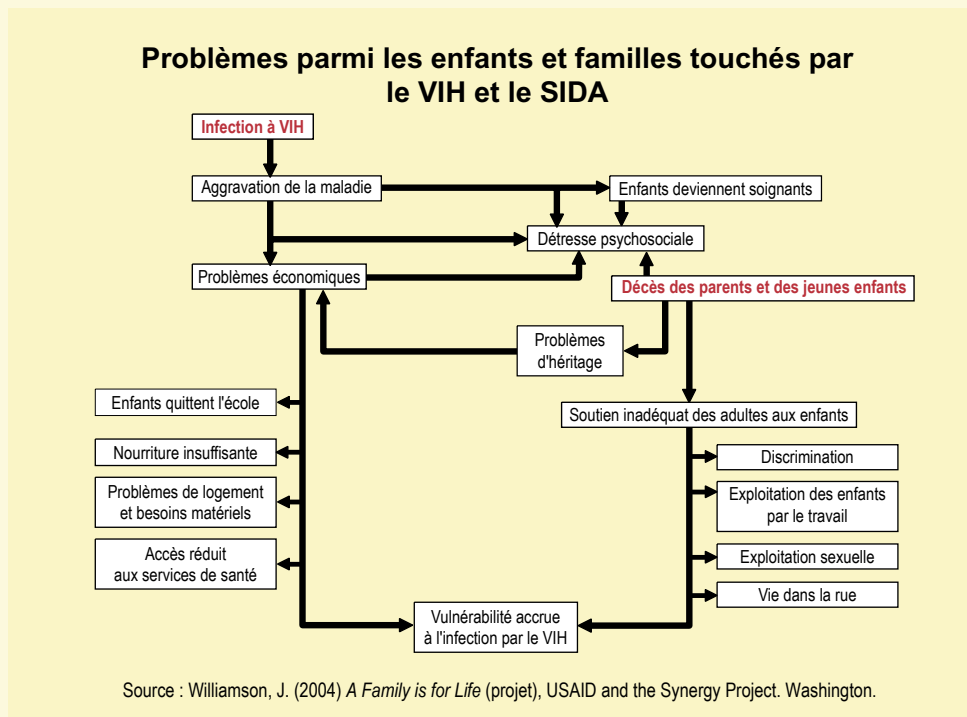 Problèmes parmi les enfants et familles touchés par
le VIH et le SIDA
Infection à VIH
Aggravation de la maladie
Enfants deviennent soignants
Détresse psychosociale
Problèmes économiques
Décès des parents et des jeunes enfants
Problèmes
d'héritage
Enfants quittent l'école
Soutien inadéquat des adultes aux enfants
Nourriture insuffisante
Discrimination
Problèmes de logement
et besoins matériels
Exploitation des enfants
par le travail
Accès réduit
aux services de santé
Exploitation sexuelle
Vie dans la rue
Vulnérabilité accrue
à l'infection par le VIH
Source : Williamson, J. (2004) A Family is for Life (projet), USAID and the Synergy Project. Washington.